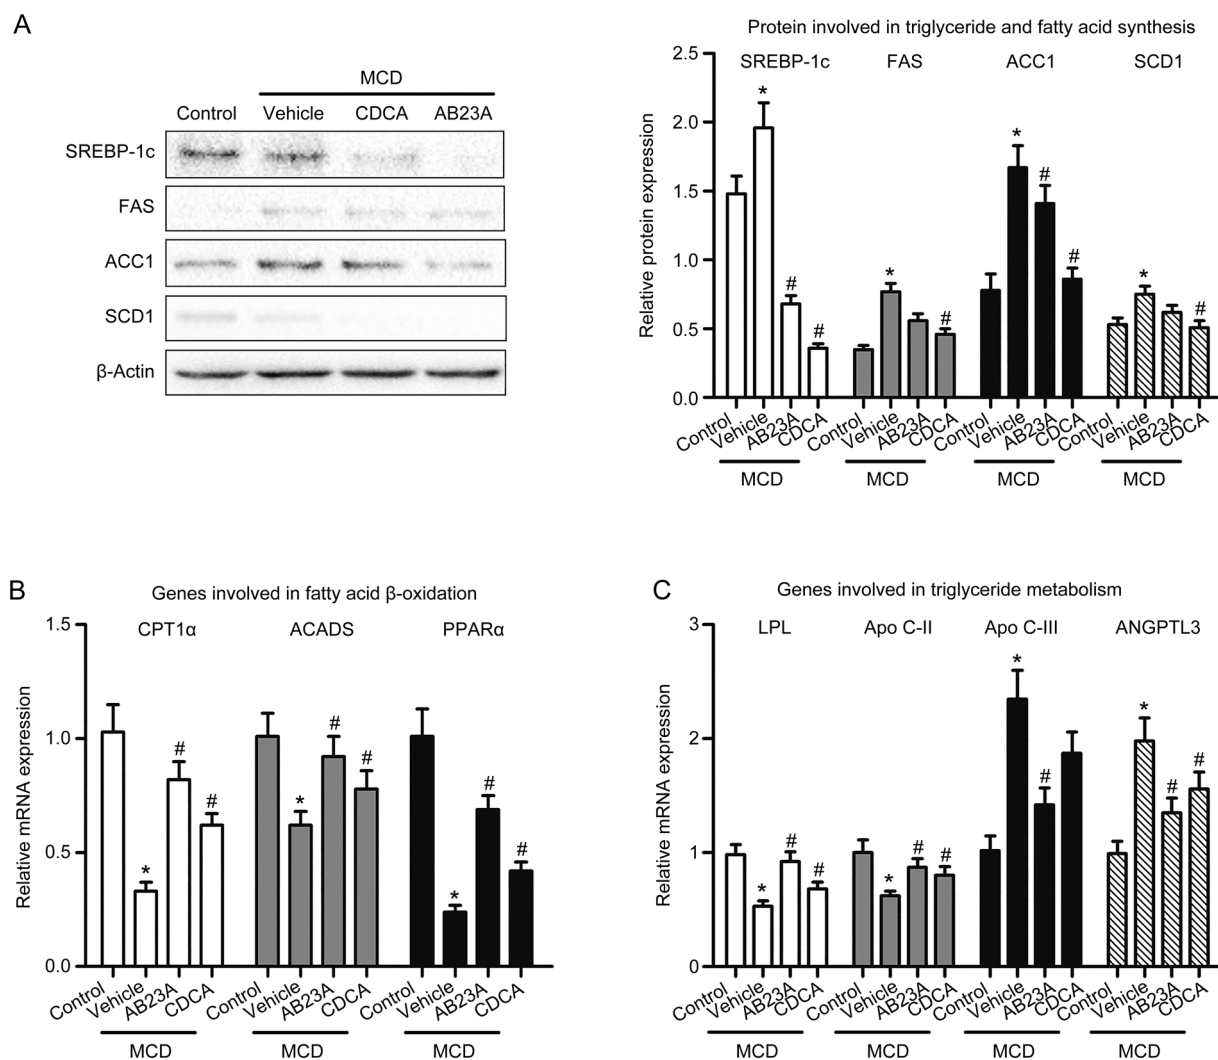 A
MCD
Control Vehicle CDCA AB23A
SREBP-1c
FAS
ACC1
SCD1
β-Actin
Protein involved in triglyceride and fatty acid synthesis
SREBP-1c FAS ACC1 SCD1
Relative protein expression
2.5
2.0
1.5
1.0
0.5
0.0
* # # * # * # # * #
Control Vehicle AB23A CDCA Control Vehicle AB23A CDCA Control Vehicle AB23A CDCA Control Vehicle AB23A CDCA
MCD MCD MCD MCD
B
Genes involved in fatty acid β-oxidation
CPT1α ACADS PPARα
Relative mRNA expression
1.5
1.0
0.5
0.0
* # # * # # * # #
Control Vehicle AB23A CDCA Control Vehicle AB23A CDCA Control Vehicle AB23A CDCA
MCD MCD MCD
C
Genes involved in triglyceride metabolism
LPL Apo C-II Apo C-III ANGPTL3
Relative mRNA expression
3
2
1
0
* # # * # # * # * # #
Control Vehicle AB23A CDCA Control Vehicle AB23A CDCA Control Vehicle AB23A CDCA Control Vehicle AB23A CDCA
MCD MCD MCD MCD